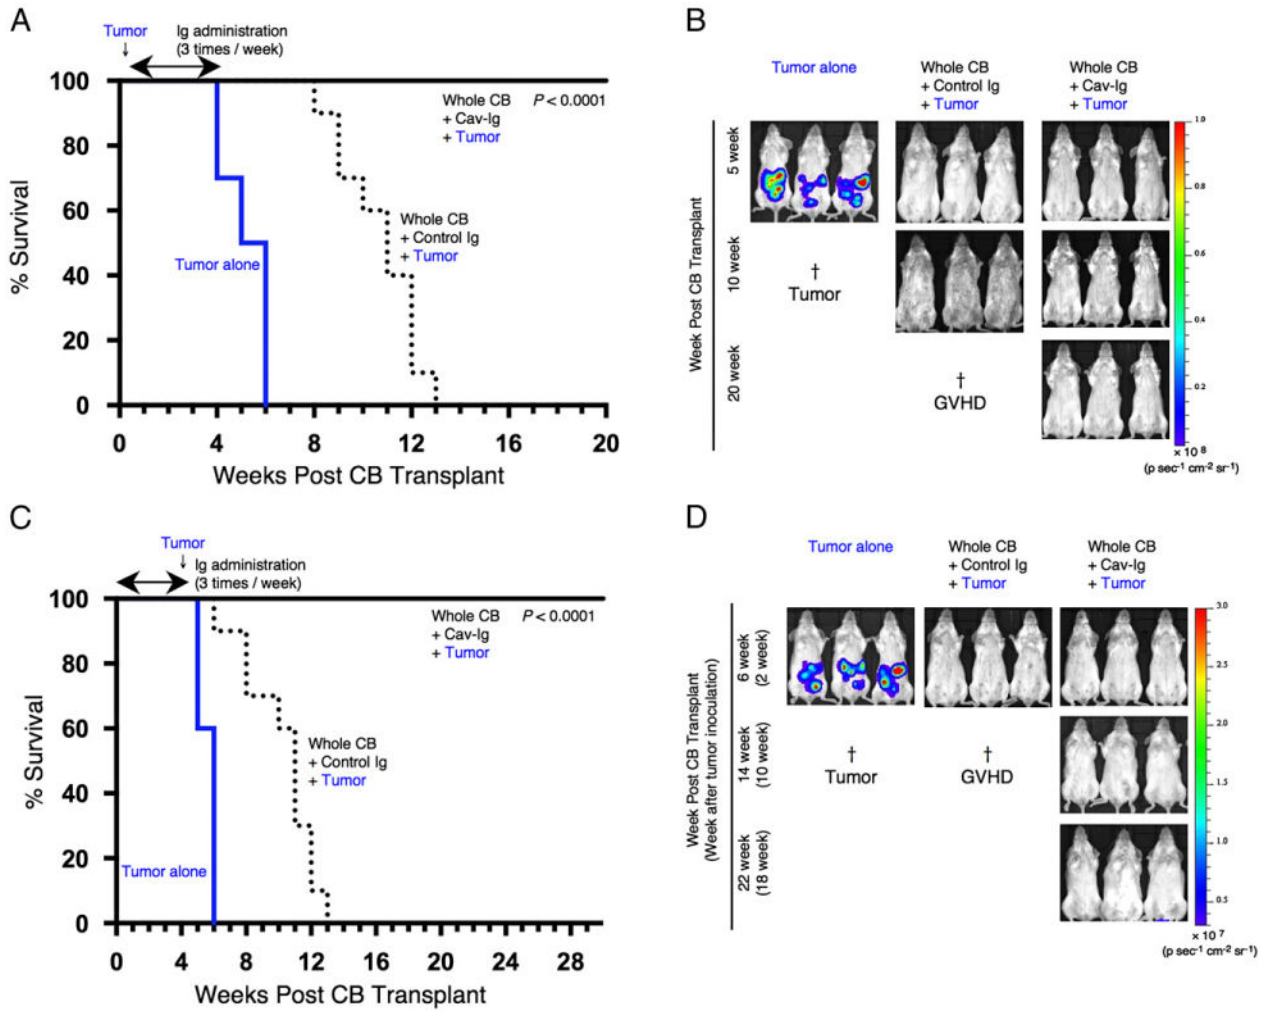 A
Tumor
↓
Ig administration
(3 times / week)
100
80
60
40
20
0
% Survival
Whole CB
+ Cav-Ig
+ Tumor
P < 0.0001
Whole CB
+ Control Ig
+ Tumor
Tumor alone
0 4 8 12 16 20
Weeks Post CB Transplant
B
Tumor alone
Whole CB
+ Control Ig
+ Tumor
Whole CB
+ Cav-Ig
+ Tumor
Week Post CB Transplant
5 week
10 week
20 week
†
Tumor
†
GVHD
1.0
0.8
0.6
0.4
0.2
× 10 8
(p sec-1 cm-2 sr-1)
C
Tumor
↓
Ig administration
(3 times / week)
100
80
60
40
20
0
% Survival
Whole CB
+ Cav-Ig
+ Tumor
P < 0.0001
Whole CB
+ Control Ig
+ Tumor
Tumor alone
0 4 8 12 16 20 24 28
Weeks Post CB Transplant
D
Tumor alone
Whole CB
+ Control Ig
+ Tumor
Whole CB
+ Cav-Ig
+ Tumor
Week Post CB Transplant
(Week after tumor inoculation)
6 week
(2 week)
14 week
(10 week)
22 week
(18 week)
†
Tumor
†
GVHD
3.0
2.5
2.0
1.5
1.0
0.5
× 10 7
(p sec-1 cm-2 sr-1)